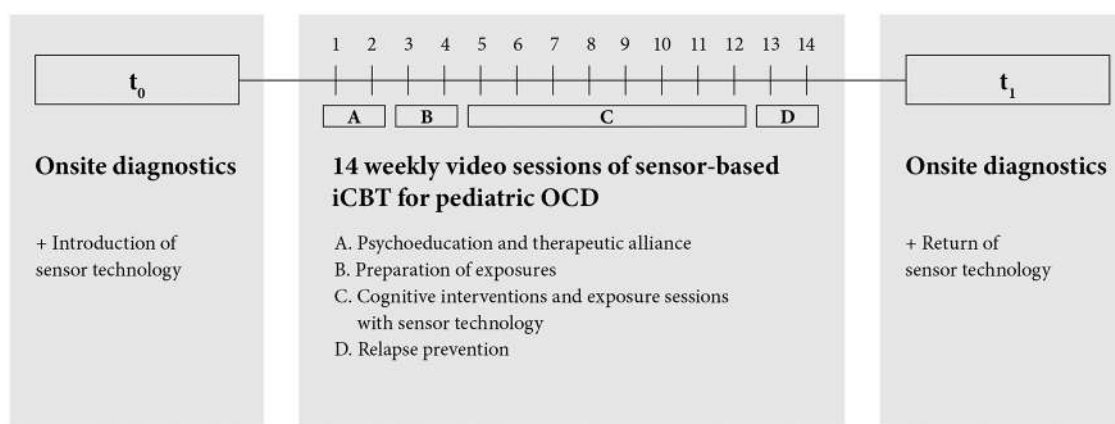 t0
Onsite diagnostics
+ Introduction of
sensor technology
1 2 3 4 5 6 7 8 9 10 11 12 13 14
A B C D
14 weekly video sessions of sensor-based
iCBT for pediatric OCD
A. Psychoeducation and therapeutic alliance
B. Preparation of exposures
C. Cognitive interventions and exposure sessions
with sensor technology
D. Relapse prevention
t1
Onsite diagnostics
+ Return of
sensor technology